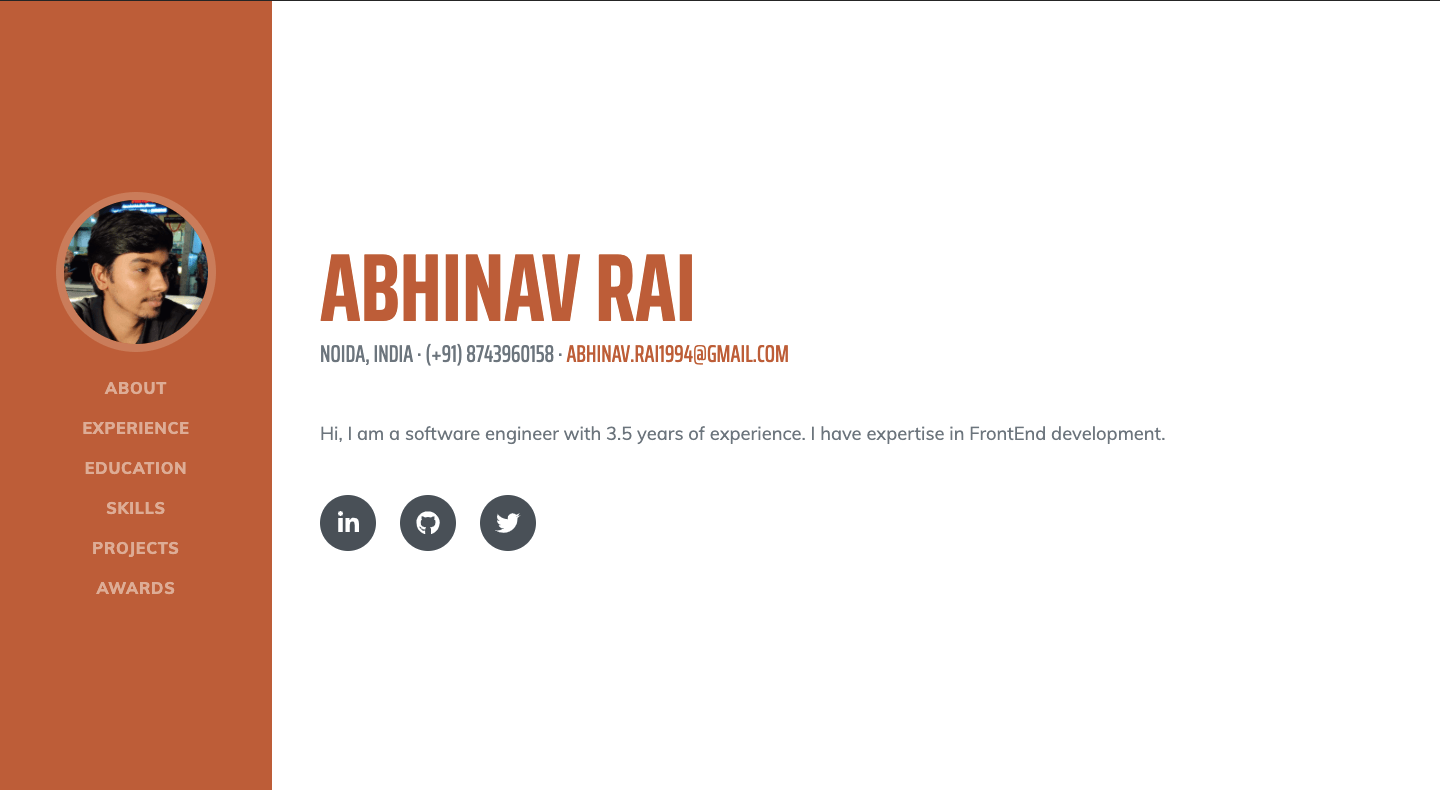 ABOUT
EXPERIENCE
EDUCATION
SKILLS
PROJECTS
AWARDS
ABHINAV RAI
NOIDA, INDIA · (+91) 8743960158 · ABHINAV.RAI1994@GMAIL.COM
Hi, I am a software engineer with 3.5 years of experience. I have expertise in FrontEnd development.
in